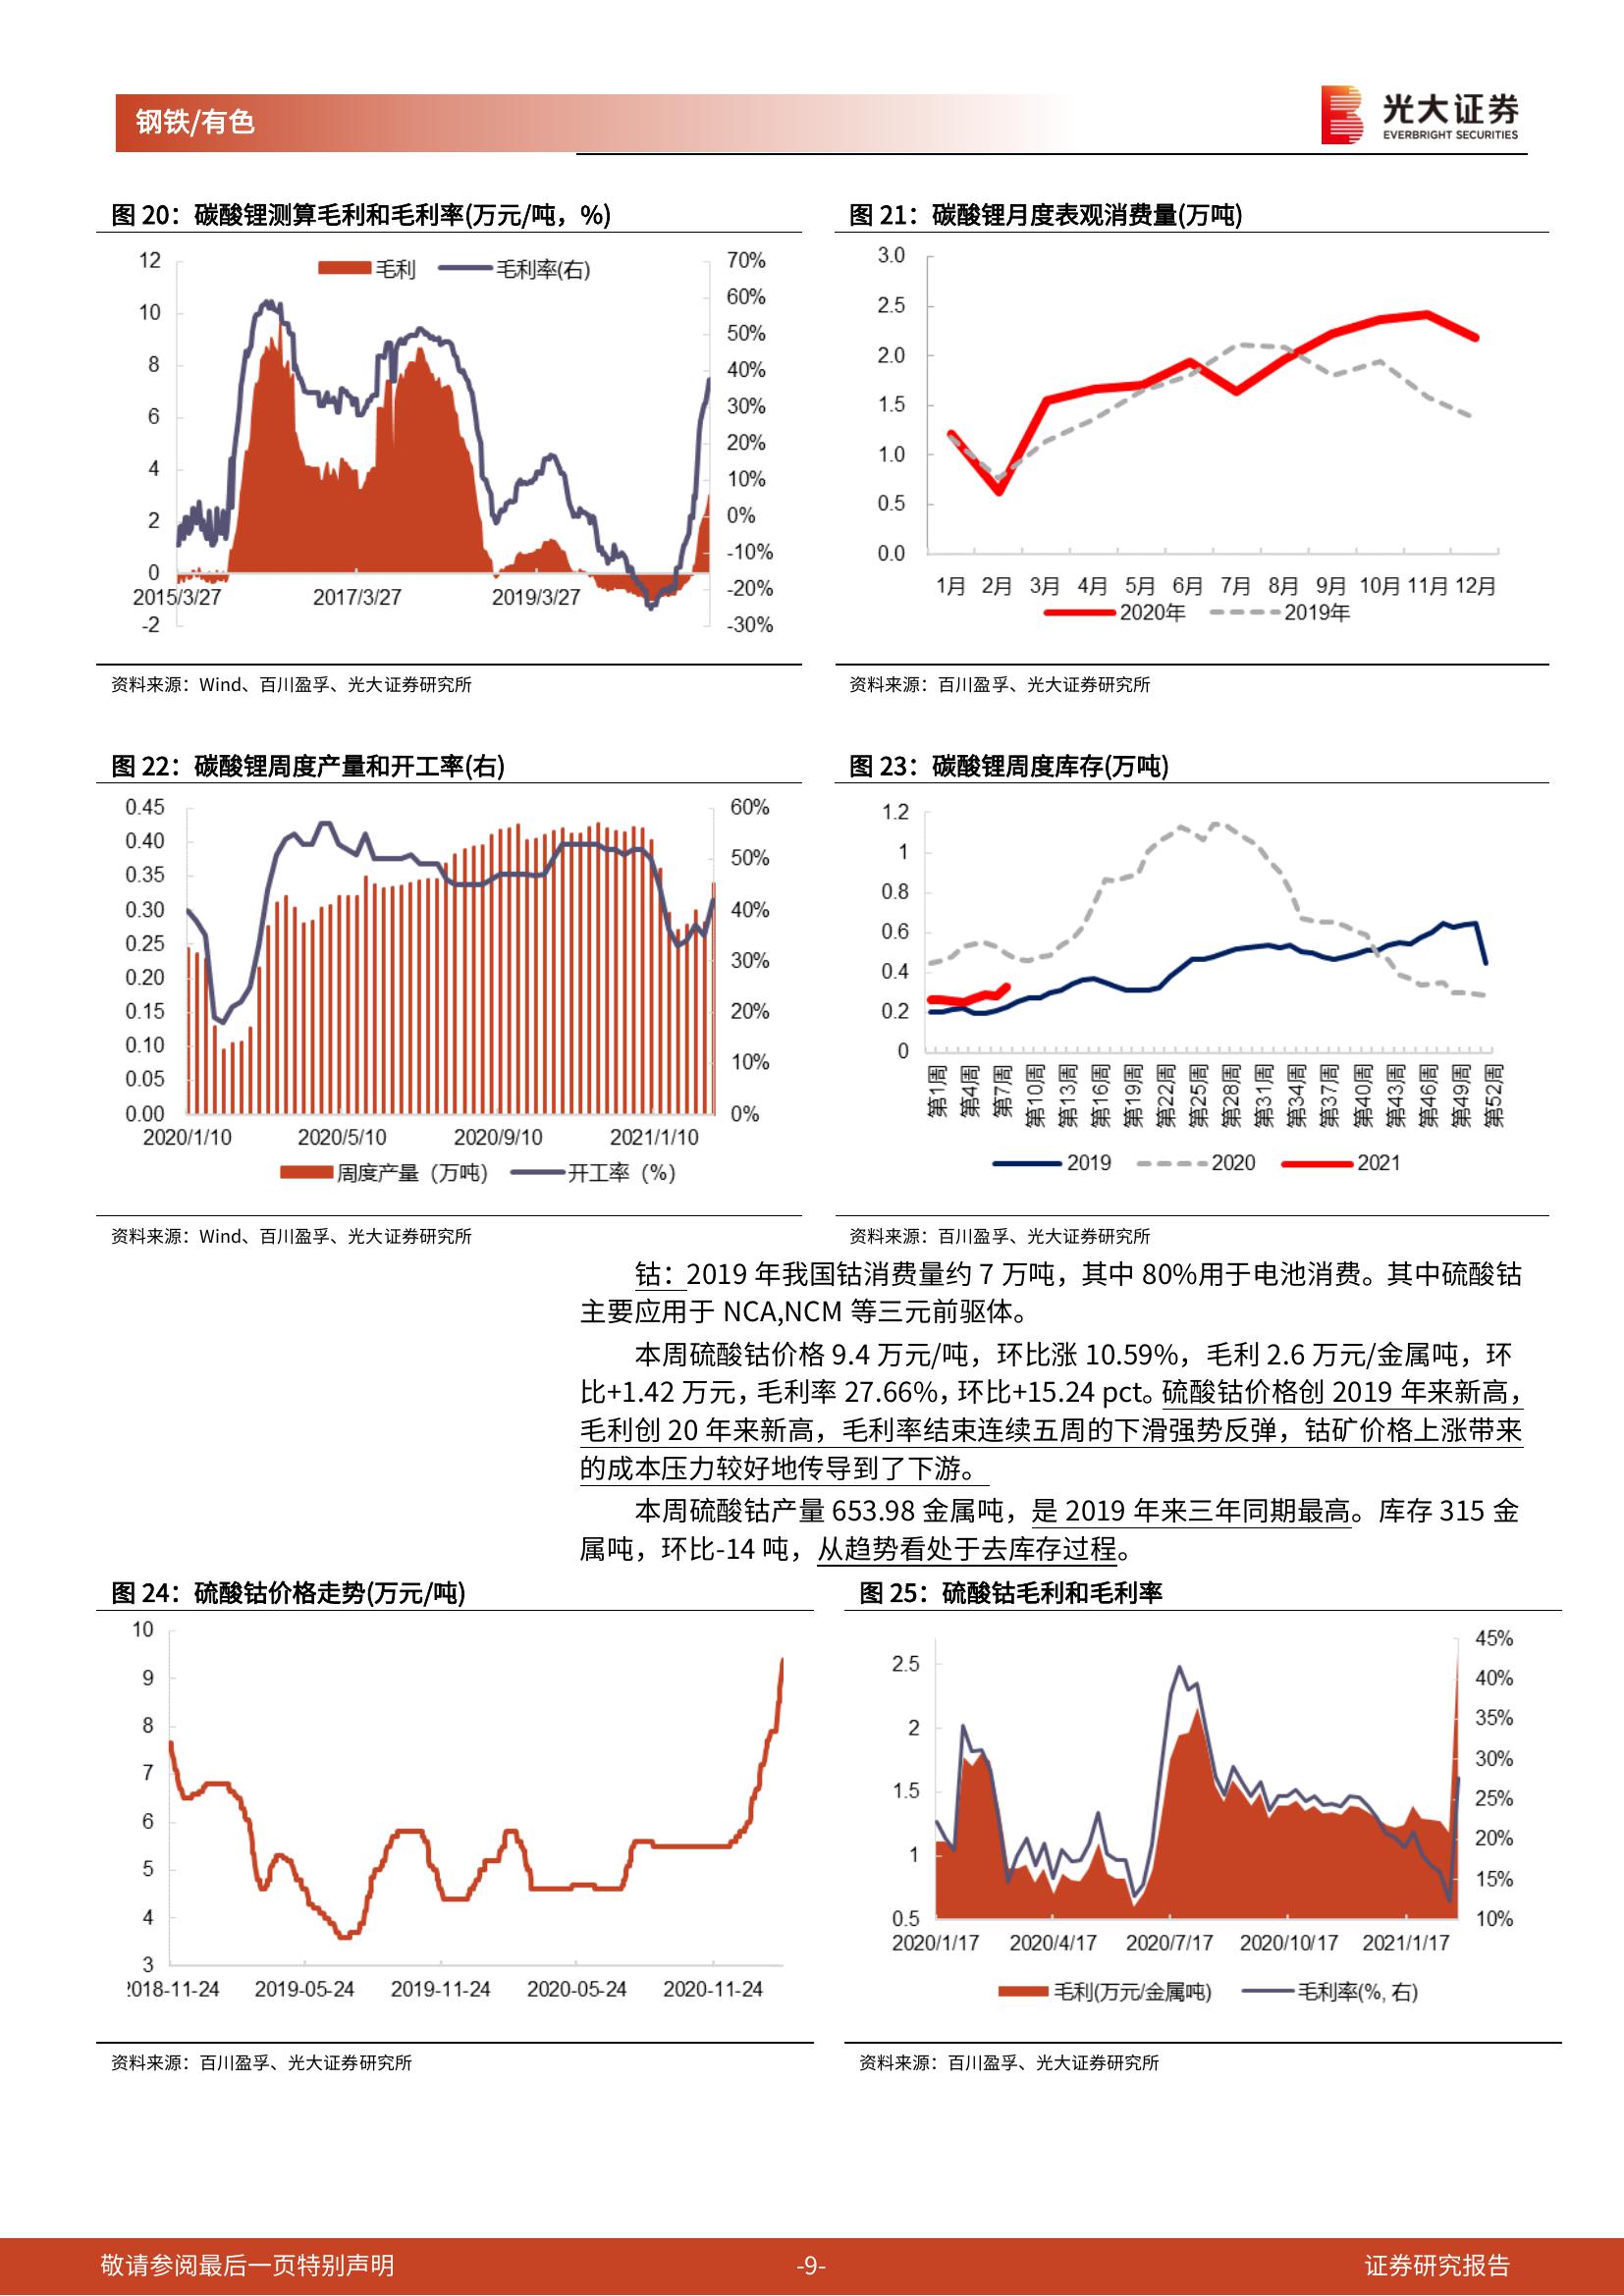 钢铁/有色
光大证券
EVERBRIGHT SECURITIES
图 20：碳酸锂测算毛利和毛利率(万元/吨，%)
毛利 毛利率(右)
12
10
8
6
4
2
0
-2
70%
60%
50%
40%
30%
20%
10%
0%
-10%
-20%
-30%
2015/3/27 2017/3/27 2019/3/27
资料来源：Wind、百川盈孚、光大证券研究所
图 21：碳酸锂月度表观消费量(万吨)
3.0
2.5
2.0
1.5
1.0
0.5
0.0
1月 2月 3月 4月 5月 6月 7月 8月 9月 10月 11月 12月
2020年 2019年
资料来源：百川盈孚、光大证券研究所
图 22：碳酸锂周度产量和开工率(右)
0.45
0.40
0.35
0.30
0.25
0.20
0.15
0.10
0.05
0.00
60%
50%
40%
30%
20%
10%
0%
2020/1/10 2020/5/10 2020/9/10 2021/1/10
周度产量（万吨） 开工率（%）
资料来源：Wind、百川盈孚、光大证券研究所
图 23：碳酸锂周度库存(万吨)
1.2
1
0.8
0.6
0.4
0.2
0
第1周 第4周 第7周 第10周 第13周 第16周 第19周 第22周 第25周 第28周 第31周 第34周 第37周 第40周 第43周 第46周 第49周 第52周
2019 2020 2021
资料来源：百川盈孚、光大证券研究所
钴：2019 年我国钴消费量约 7 万吨，其中 80%用于电池消费。其中硫酸钴
主要应用于 NCA,NCM 等三元前驱体。
本周硫酸钴价格 9.4 万元/吨，环比涨 10.59%，毛利 2.6 万元/金属吨，环
比+1.42 万元，毛利率 27.66%，环比+15.24 pct。硫酸钴价格创 2019 年来新高，
毛利创 20 年来新高，毛利率结束连续五周的下滑强势反弹，钴矿价格上涨带来
的成本压力较好地传导到了下游。
本周硫酸钴产量 653.98 金属吨，是 2019 年来三年同期最高。库存 315 金
属吨，环比-14 吨，从趋势看处于去库存过程。
图 24：硫酸钴价格走势(万元/吨)
10
9
8
7
6
5
4
3
2018-11-24 2019-05-24 2019-11-24 2020-05-24 2020-11-24
资料来源：百川盈孚、光大证券研究所
图 25：硫酸钴毛利和毛利率
2.5
2
1.5
1
0.5
45%
40%
35%
30%
25%
20%
15%
10%
2020/1/17 2020/4/17 2020/7/17 2020/10/17 2021/1/17
毛利(万元/金属吨) 毛利率(%, 右)
资料来源：百川盈孚、光大证券研究所
敬请参阅最后一页特别声明
-9-
证券研究报告